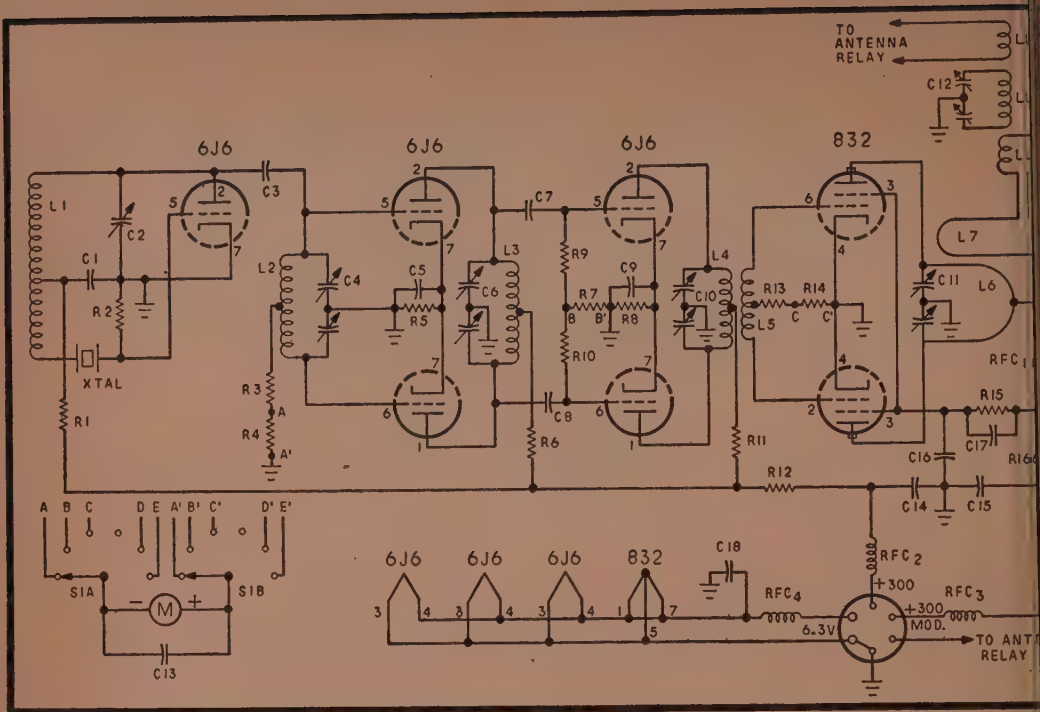 TO
ANTENNA
RELAY
C12
6J6
6J6
6J6
832
L1
C2
C1
R2
XTAL
R1
5
2
7
C3
L2
C4
R3
A
R4
A'
5
2
7
C5
R5
7
6
1
C6
L3
R6
C7
C8
R9
R7
B
B'
R8
C9
R10
5
2
7
7
6
1
L4
C10
R11
L5
R13
C
R14
C'
6
3
4
4
2
3
C11
L6
L7
R15
C17
C16
R12
C14
C15
A
B
C
D
E
A'
B'
C'
D'
E'
S1A
S1B
-
M
+
C13
6J6
6J6
6J6
832
3
4
3
4
3
4
1
7
5
C18
RFC4
6.3V
RFC2
+300
+300
MOD.
RFC3
RELAY